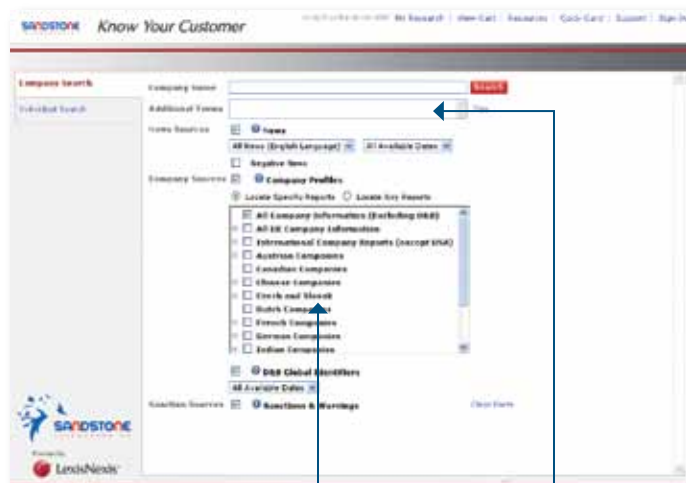 SANDSTONE Know Your Customer
My Research | View Cart | Resources | Quick Card | Support | Sign In
Company Search
Individual Search
Company Name
Search
Additional Terms
News Sources
News
All News (English Language)
All Available Dates
Negative News
Company Sources
Company Profiles
Locate Specific Reports
Locate Key Reports
All Company Information (Excluding D&B)
All UK Company Information
International Company Reports (except USA)
Austrian Companies
Canadian Companies
Chinese Companies
Czech and Slovak
Dutch Companies
French Companies
German Companies
Indian Companies
D&B Global Identifiers
All Available Dates
Sanction Sources
Sanctions & Warnings
Clear Form
SANDSTONE
Powered by
LexisNexis